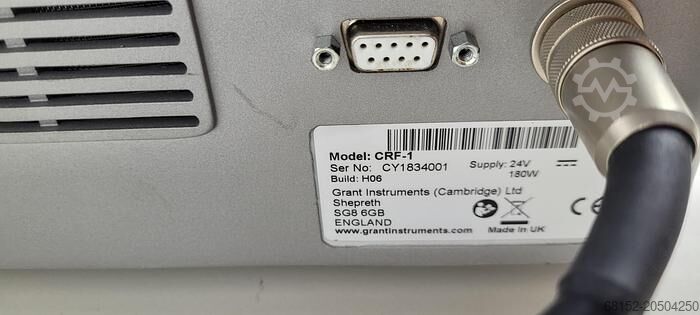 Model: CRF-1
Ser No: CY1834001
Supply: 24V
180W
Build: H06
Grant Instruments (Cambridge) Ltd
Shepreth
SG8 6GB
ENGLAND
www.grantinstruments.com
Made In UK
CE
68152-20504250